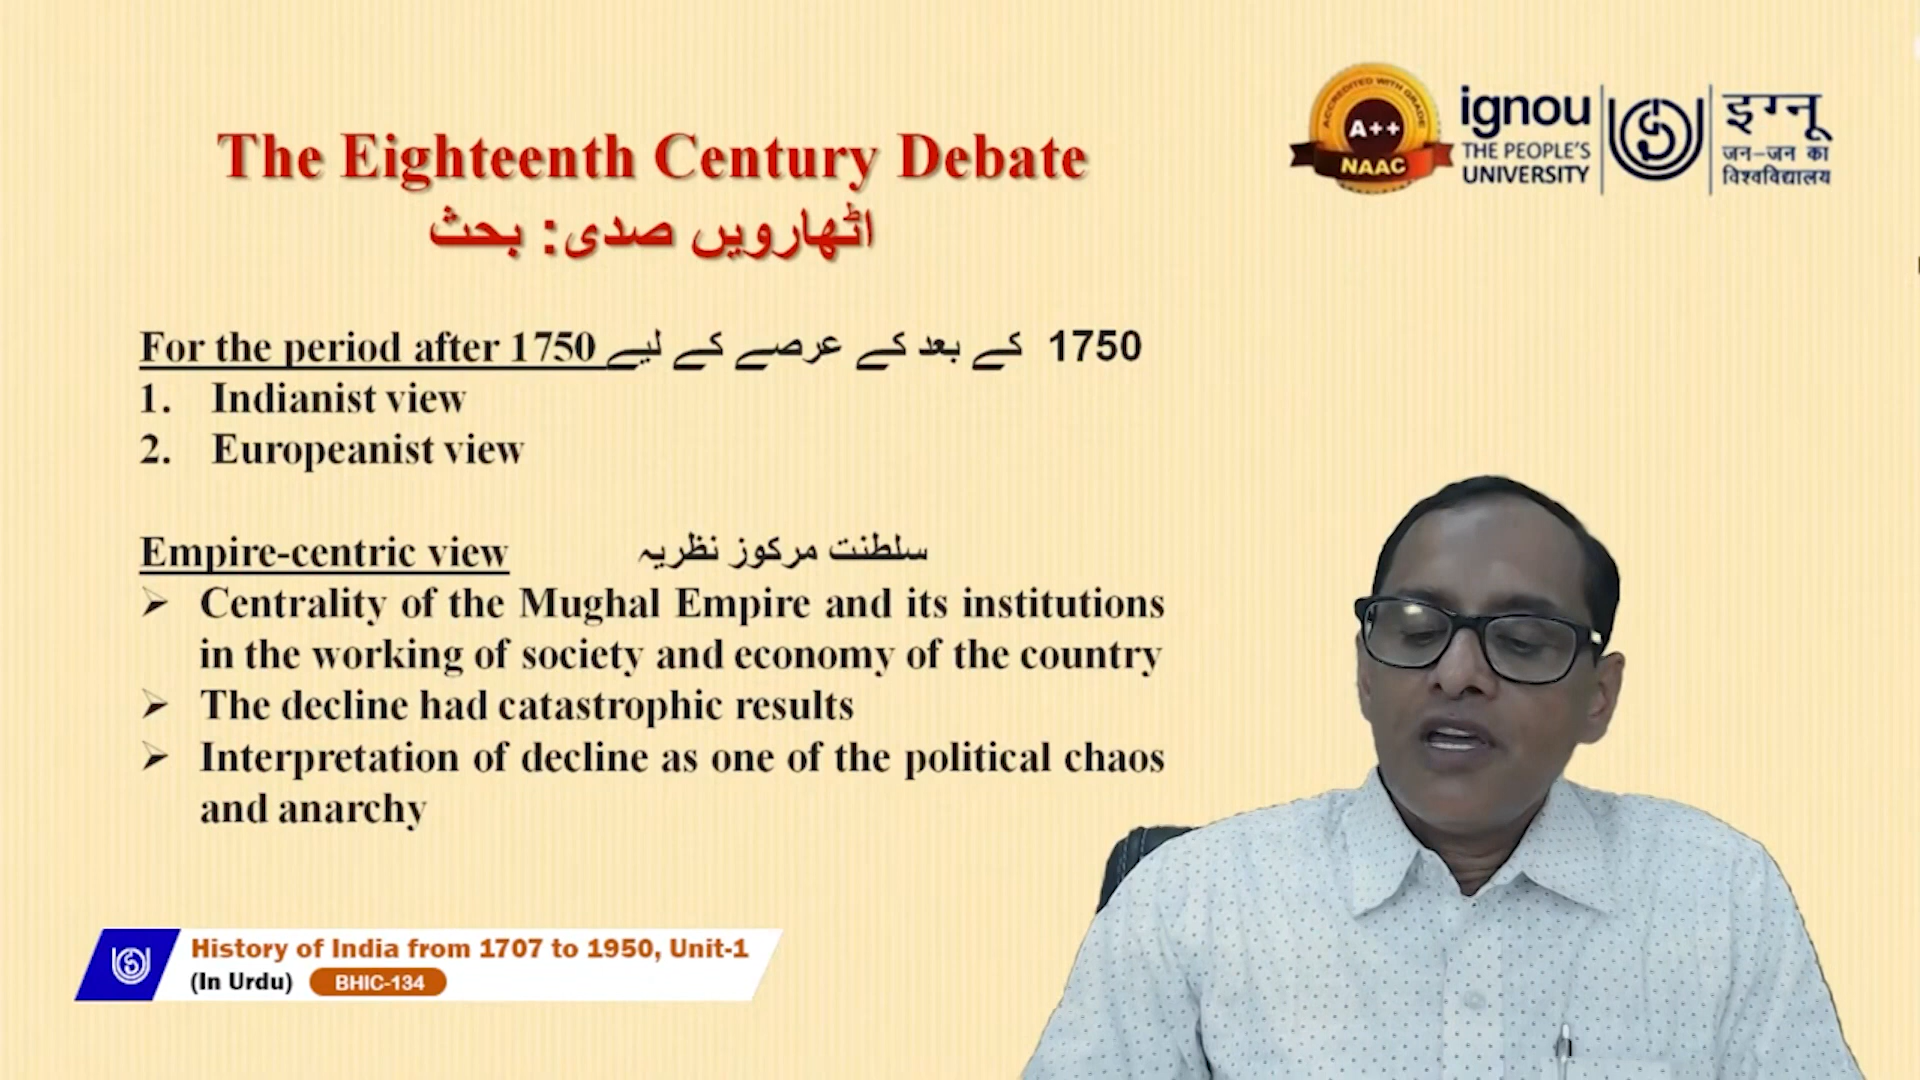 The Eighteenth Century Debate
اٹھارویں صدی: بحث
ACCREDITED WITH GRADE
A++
NAAC
ignou
THE PEOPLE'S
UNIVERSITY
इग्नू
जन-जन का
विश्वविद्यालय
For the period after 1750 1750 کے بعد کے عرصے کے لیے
1. Indianist view
2. Europeanist view
Empire-centric view سلطنت مرکوز نظریہ
➢ Centrality of the Mughal Empire and its institutions
in the working of society and economy of the country
➢ The decline had catastrophic results
➢ Interpretation of decline as one of the political chaos
and anarchy
History of India from 1707 to 1950, Unit-1
(In Urdu) BHIC-134